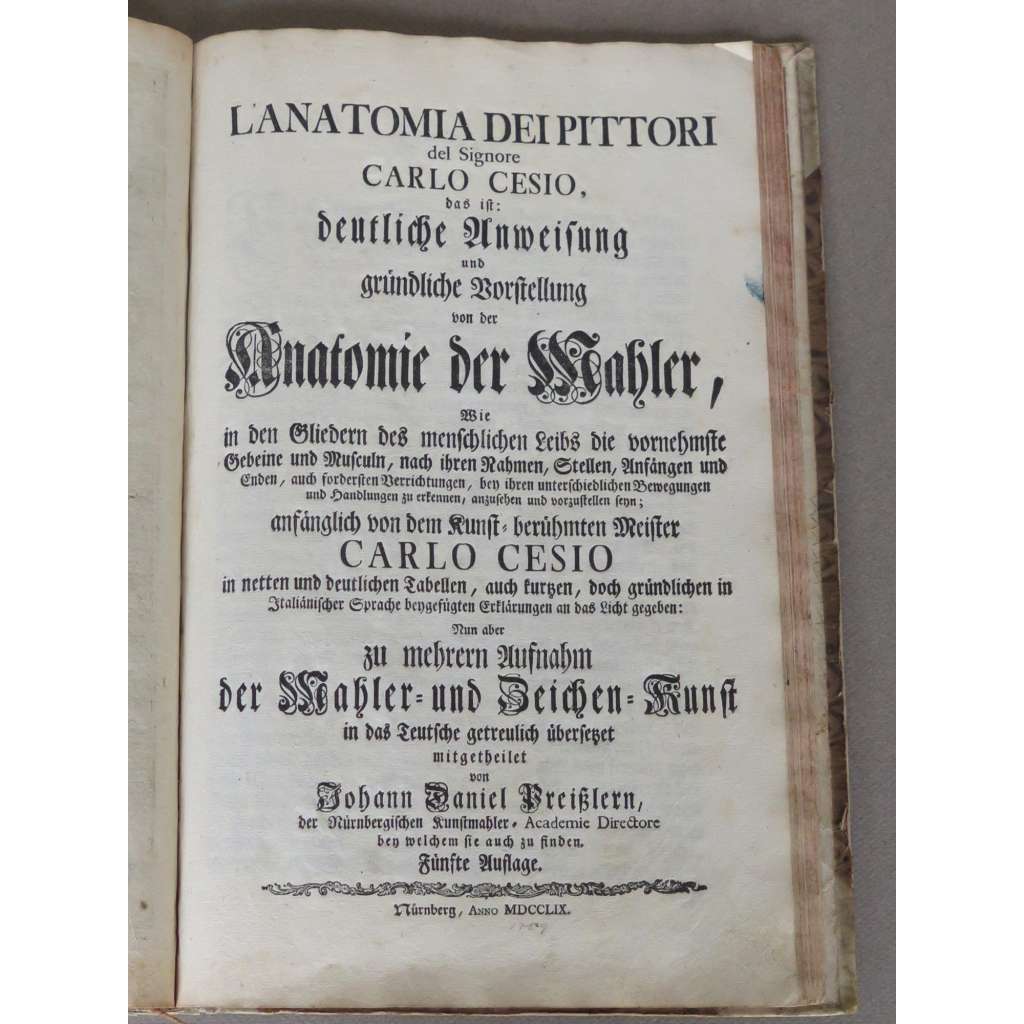 L'ANATOMIA DEI PITTORI
del Signore
CARLO CESIO,
das ist:
deutliche Anweisung
und
gründliche Vorstellung
von der
Anatomie der Mahler,
Wie
in den Gliedern des menschlichen Leibs die vornehmste
Gebeine und Musculn, nach ihren Nahmen, Stellen, Anfängen und
Enden, auch fordersten Verrichtungen, bey ihren unterschiedlichen Bewegungen
und Handlungen zu erkennen, anzusehen und vorzustellen seyn;
anfänglich von dem Kunst-berühmten Meister
CARLO CESIO
in netten und deutlichen Tabellen, auch kurtzen, doch gründlichen in
Italiänischer Sprache beygefügten Erklärungen an das Licht gegeben:
Nun aber
zu mehrern Aufnahm
der Mahler- und Zeichen-Kunst
in das Teutsche getreulich übersetzet
mitgetheilet
von
Johann Daniel Preißlern,
der Nürnbergischen Kunstmahler-Academie Directore
bey welchem sie auch zu finden.
Fünfte Auflage.
Nürnberg, ANNO MDCCLIX.
1759